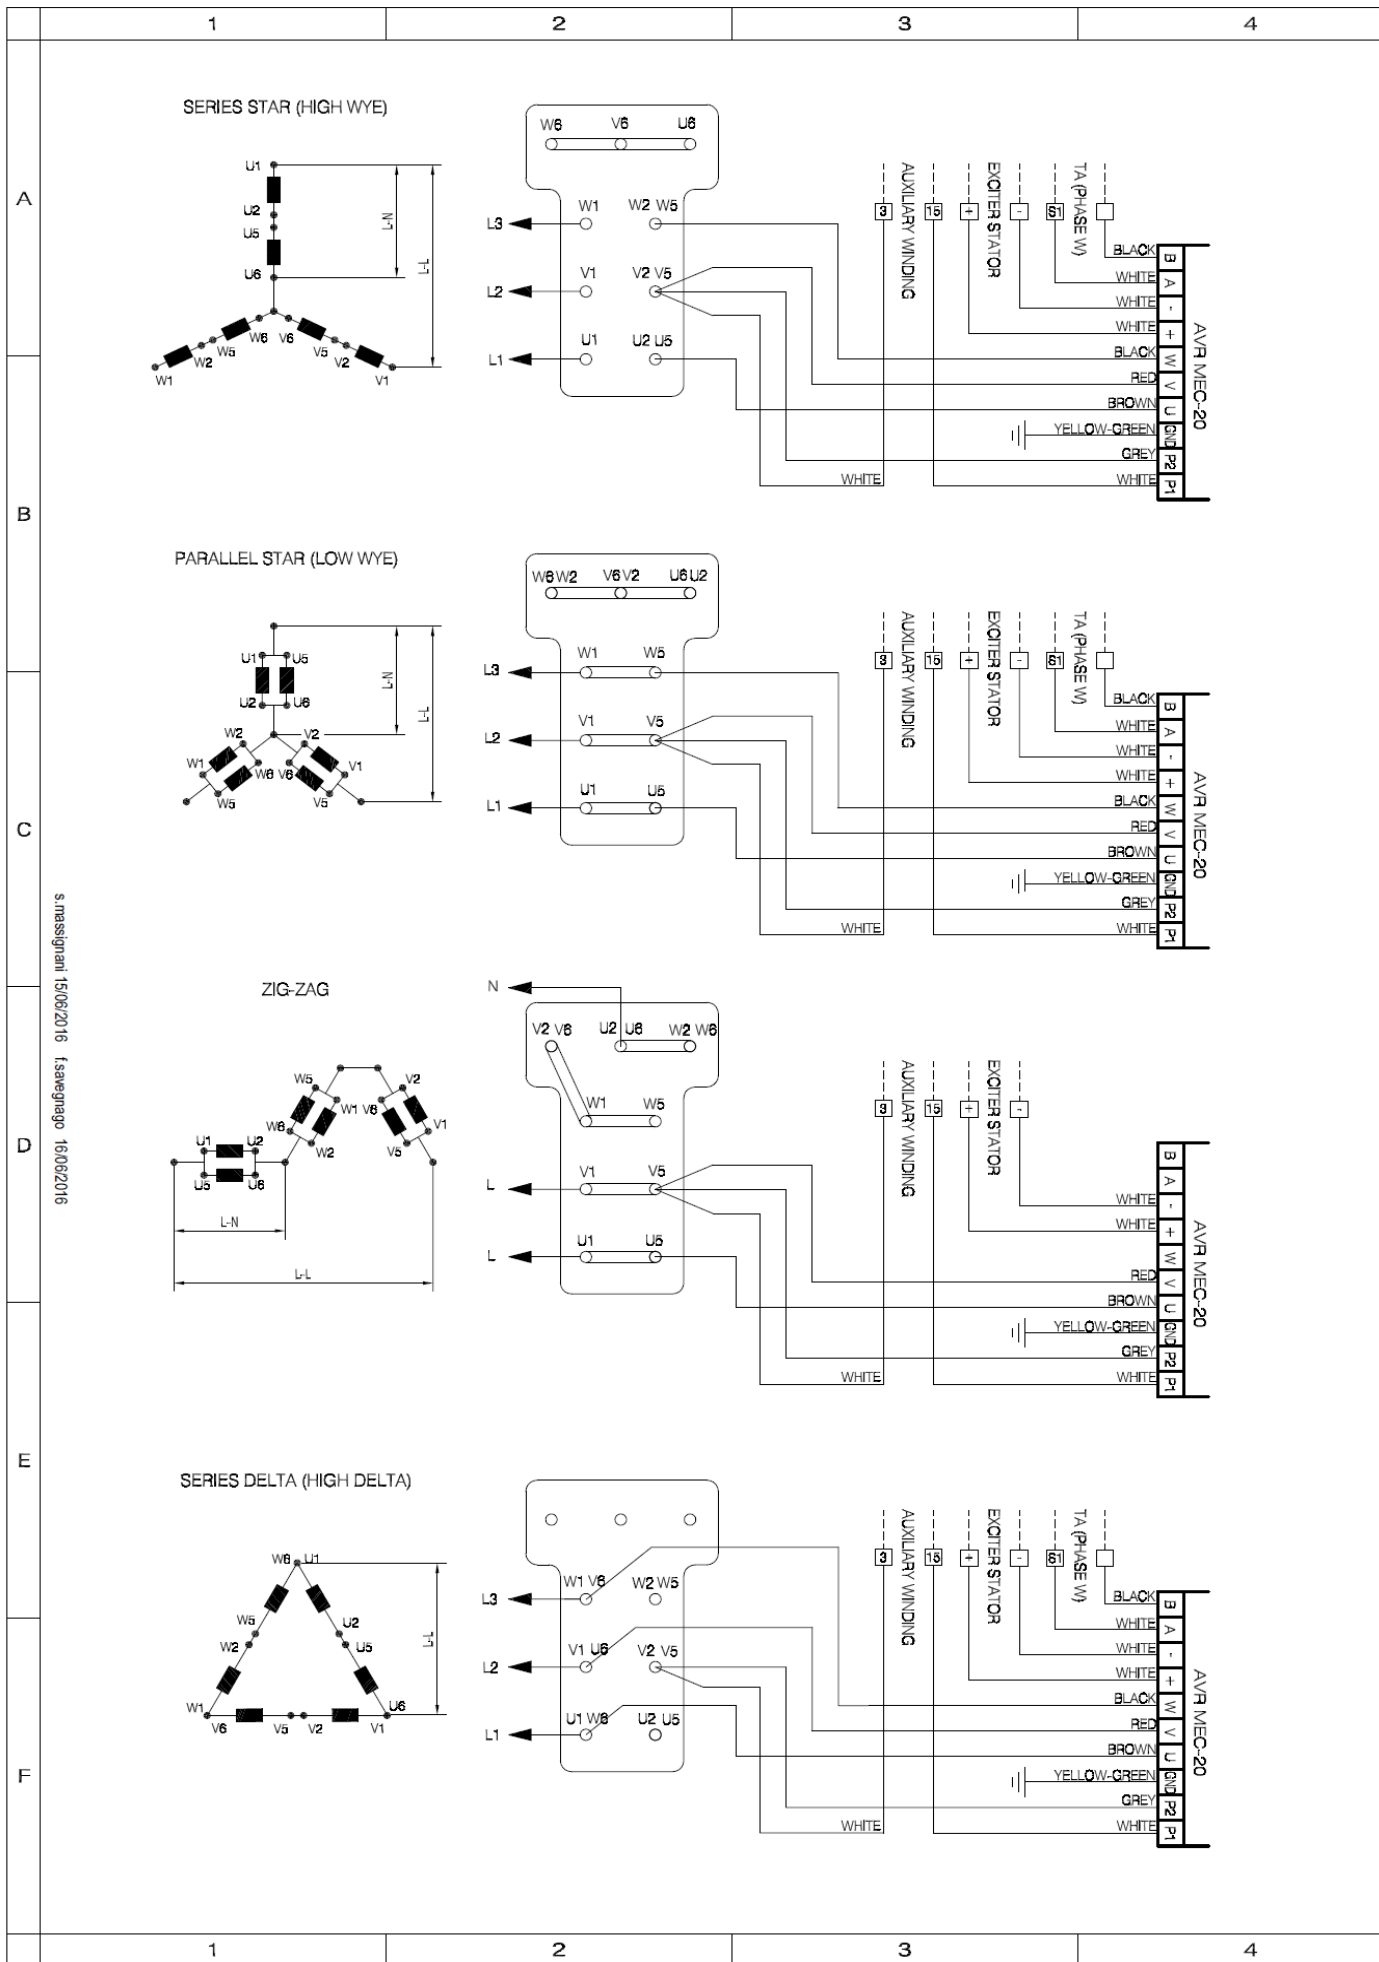 1 2 3 4
A
B
C
D
E
F
s.massignani 15/06/2016 f.savegnago 16/06/2016
SERIES STAR (HIGH WYE)
U1
U2
U5
U6
L-N
L-L
W6 V6
W5 V5
W2 V2
W1 V1
W6 V6 U6
L3 W1 W2 W5
L2 V1 V2 V5
L1 U1 U2 U5
3 AUXILIARY WINDING 15 + EXCITER STATOR - S1 TA (PHASE W)
BLACK B
WHITE A
WHITE -
WHITE +
BLACK W
RED V
BROWN U
YELLOW-GREEN GND
GREY P2
WHITE WHITE P1
AVR MEC-20
PARALLEL STAR (LOW WYE)
U1 U5
U2 U6
L-N
L-L
W2 V2
W1 W6 V6 V1
W5 V5
W6 W2 V6 V2 U6 U2
L3 W1 W5
L2 V1 V5
L1 U1 U5
3 AUXILIARY WINDING 15 + EXCITER STATOR - S1 TA (PHASE W)
BLACK B
WHITE A
WHITE -
WHITE +
BLACK W
RED V
BROWN U
YELLOW-GREEN GND
GREY P2
WHITE WHITE P1
AVR MEC-20
ZIG-ZAG
W5 V2
W1 V6
W6 V1
U1 U2 W2 V5
U5 U6
L-N
L-L
N
V2 V6 U2 U6 W2 W6
W1 W5
L V1 V5
L U1 U5
3 AUXILIARY WINDING 15 + EXCITER STATOR -
B
A
WHITE -
WHITE +
W
RED V
BROWN U
YELLOW-GREEN GND
GREY P2
WHITE WHITE P1
AVR MEC-20
SERIES DELTA (HIGH DELTA)
W6 U1
W5 U2
W2 U5
L-L
W1 U6
V6 V5 V2 V1
L3 W1 V6 W2 W5
L2 V1 U6 V2 V5
L1 U1 W6 U2 U5
3 AUXILIARY WINDING 15 + EXCITER STATOR - S1 TA (PHASE W)
BLACK B
WHITE A
WHITE -
WHITE +
BLACK W
RED V
BROWN U
YELLOW-GREEN GND
GREY P2
WHITE WHITE P1
AVR MEC-20
1 2 3 4